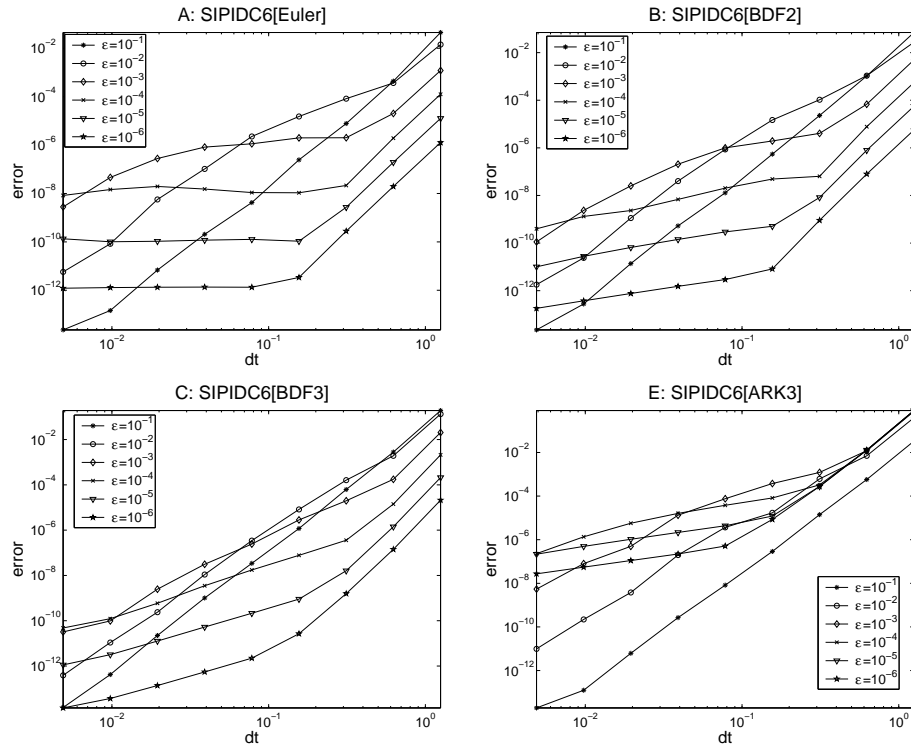 A: SIPIDC6[Euler]
error
10⁻²
10⁻⁴
10⁻⁶
10⁻⁸
10⁻¹⁰
10⁻¹²
ε=10⁻¹
ε=10⁻²
ε=10⁻³
ε=10⁻⁴
ε=10⁻⁵
ε=10⁻⁶
10⁻²
10⁻¹
10⁰
dt
B: SIPIDC6[BDF2]
error
10⁻²
10⁻⁴
10⁻⁶
10⁻⁸
10⁻¹⁰
10⁻¹²
ε=10⁻¹
ε=10⁻²
ε=10⁻³
ε=10⁻⁴
ε=10⁻⁵
ε=10⁻⁶
10⁻²
10⁻¹
10⁰
dt
C: SIPIDC6[BDF3]
error
10⁻²
10⁻⁴
10⁻⁶
10⁻⁸
10⁻¹⁰
10⁻¹²
ε=10⁻¹
ε=10⁻²
ε=10⁻³
ε=10⁻⁴
ε=10⁻⁵
ε=10⁻⁶
10⁻²
10⁻¹
10⁰
dt
E: SIPIDC6[ARK3]
error
10⁻²
10⁻⁴
10⁻⁶
10⁻⁸
10⁻¹⁰
10⁻¹²
ε=10⁻¹
ε=10⁻²
ε=10⁻³
ε=10⁻⁴
ε=10⁻⁵
ε=10⁻⁶
10⁻²
10⁻¹
10⁰
dt